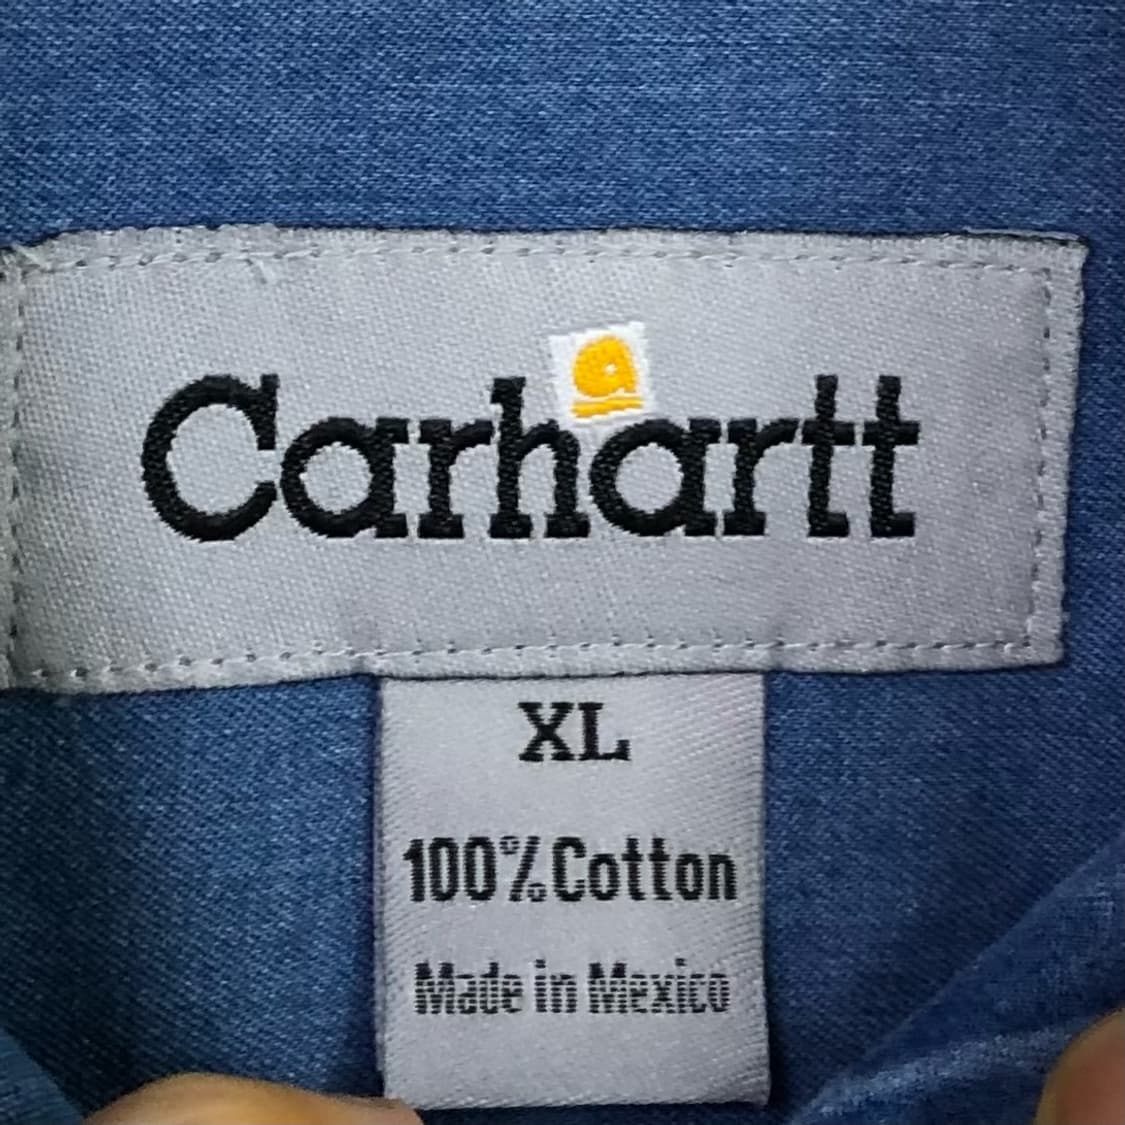 Carhartt
XL
100% Cotton
Made in Mexico